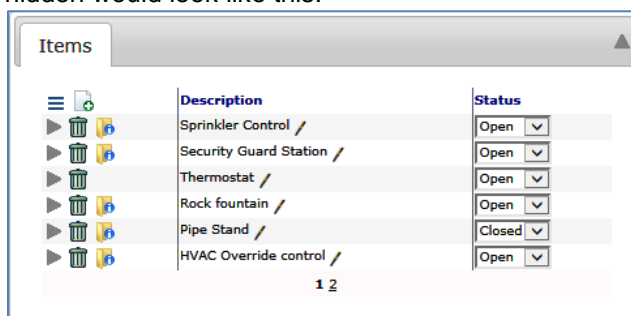 hidden would look like this:
Items
Description Status
Sprinkler Control Open
Security Guard Station Open
Thermostat Open
Rock fountain Open
Pipe Stand Closed
HVAC Override control Open
1 2